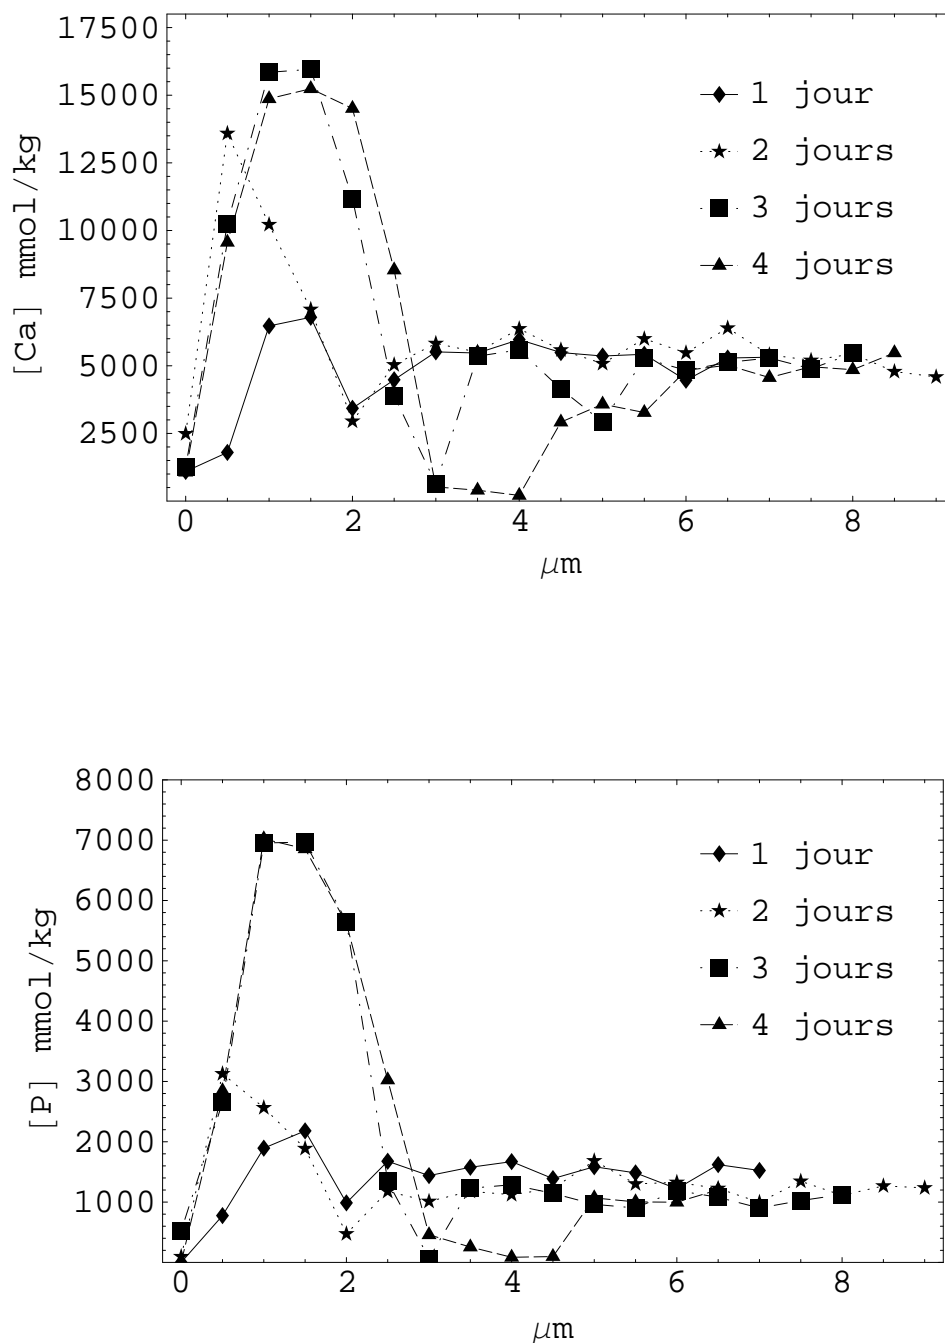 17500
15000
12500
10000
7500
5000
2500
[Ca] mmol/kg
1 jour
2 jours
3 jours
4 jours
0 2 4 6 8
μm
8000
7000
6000
5000
4000
3000
2000
1000
[P] mmol/kg
1 jour
2 jours
3 jours
4 jours
0 2 4 6 8
μm